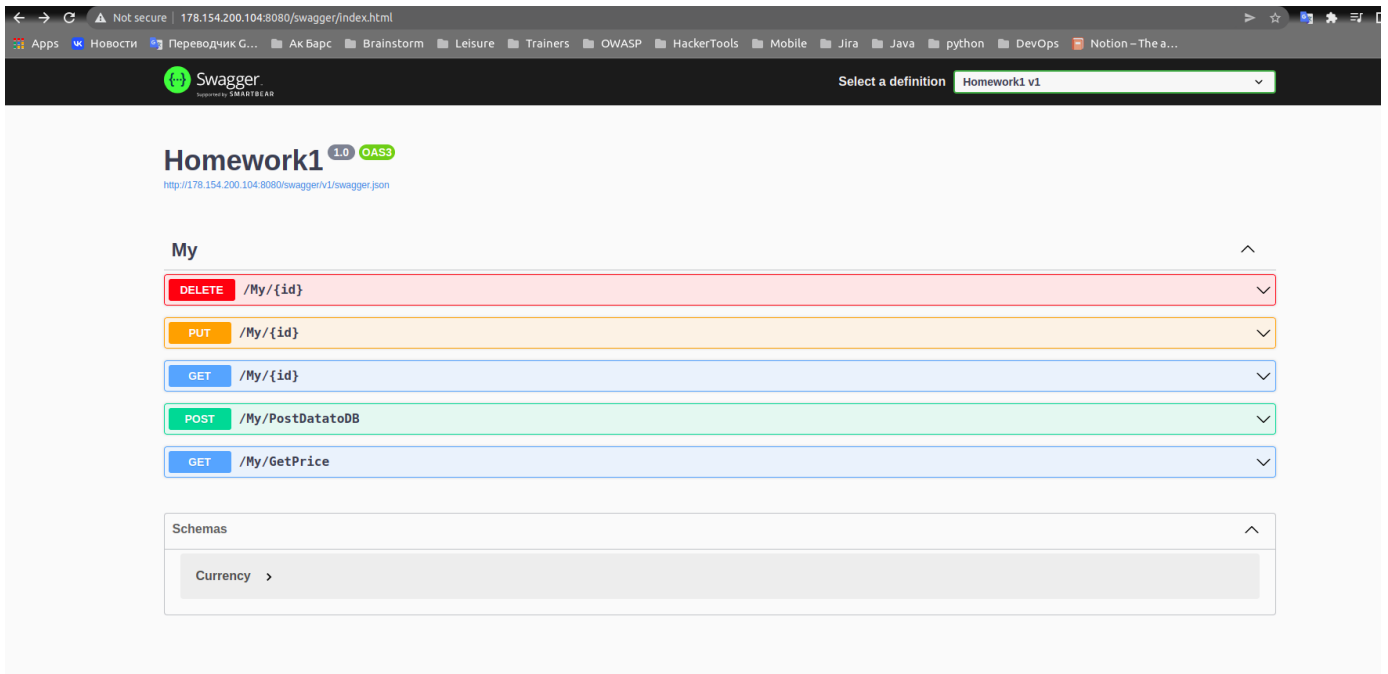 Not secure | 178.154.200.104:8080/swagger/index.html
Apps Новости Переводчик G... Ак Барс Brainstorm Leisure Trainers OWASP HackerTools Mobile Jira Java python DevOps Notion – The a...
Swagger. Select a definition Homework1 v1
Supported by SMARTBEAR
Homework1 1.0 OAS3
http://178.154.200.104:8080/swagger/v1/swagger.json
My
DELETE /My/{id}
PUT /My/{id}
GET /My/{id}
POST /My/PostDatatoDB
GET /My/GetPrice
Schemas
Currency